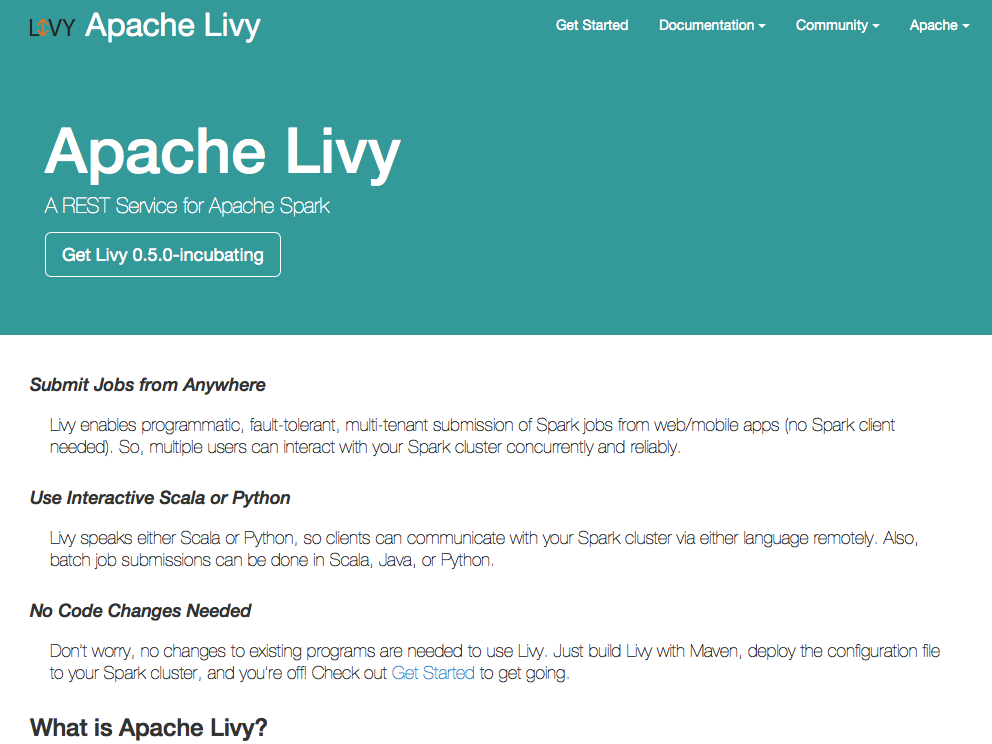 LIVY Apache Livy Get Started Documentation Community Apache
Apache Livy
A REST Service for Apache Spark
Get Livy 0.5.0-incubating
Submit Jobs from Anywhere
Livy enables programmatic, fault-tolerant, multi-tenant submission of Spark jobs from web/mobile apps (no Spark client
needed). So, multiple users can interact with your Spark cluster concurrently and reliably.
Use Interactive Scala or Python
Livy speaks either Scala or Python, so clients can communicate with your Spark cluster via either language remotely. Also,
batch job submissions can be done in Scala, Java, or Python.
No Code Changes Needed
Don't worry, no changes to existing programs are needed to use Livy. Just build Livy with Maven, deploy the configuration file
to your Spark cluster, and you're off! Check out Get Started to get going.
What is Apache Livy?